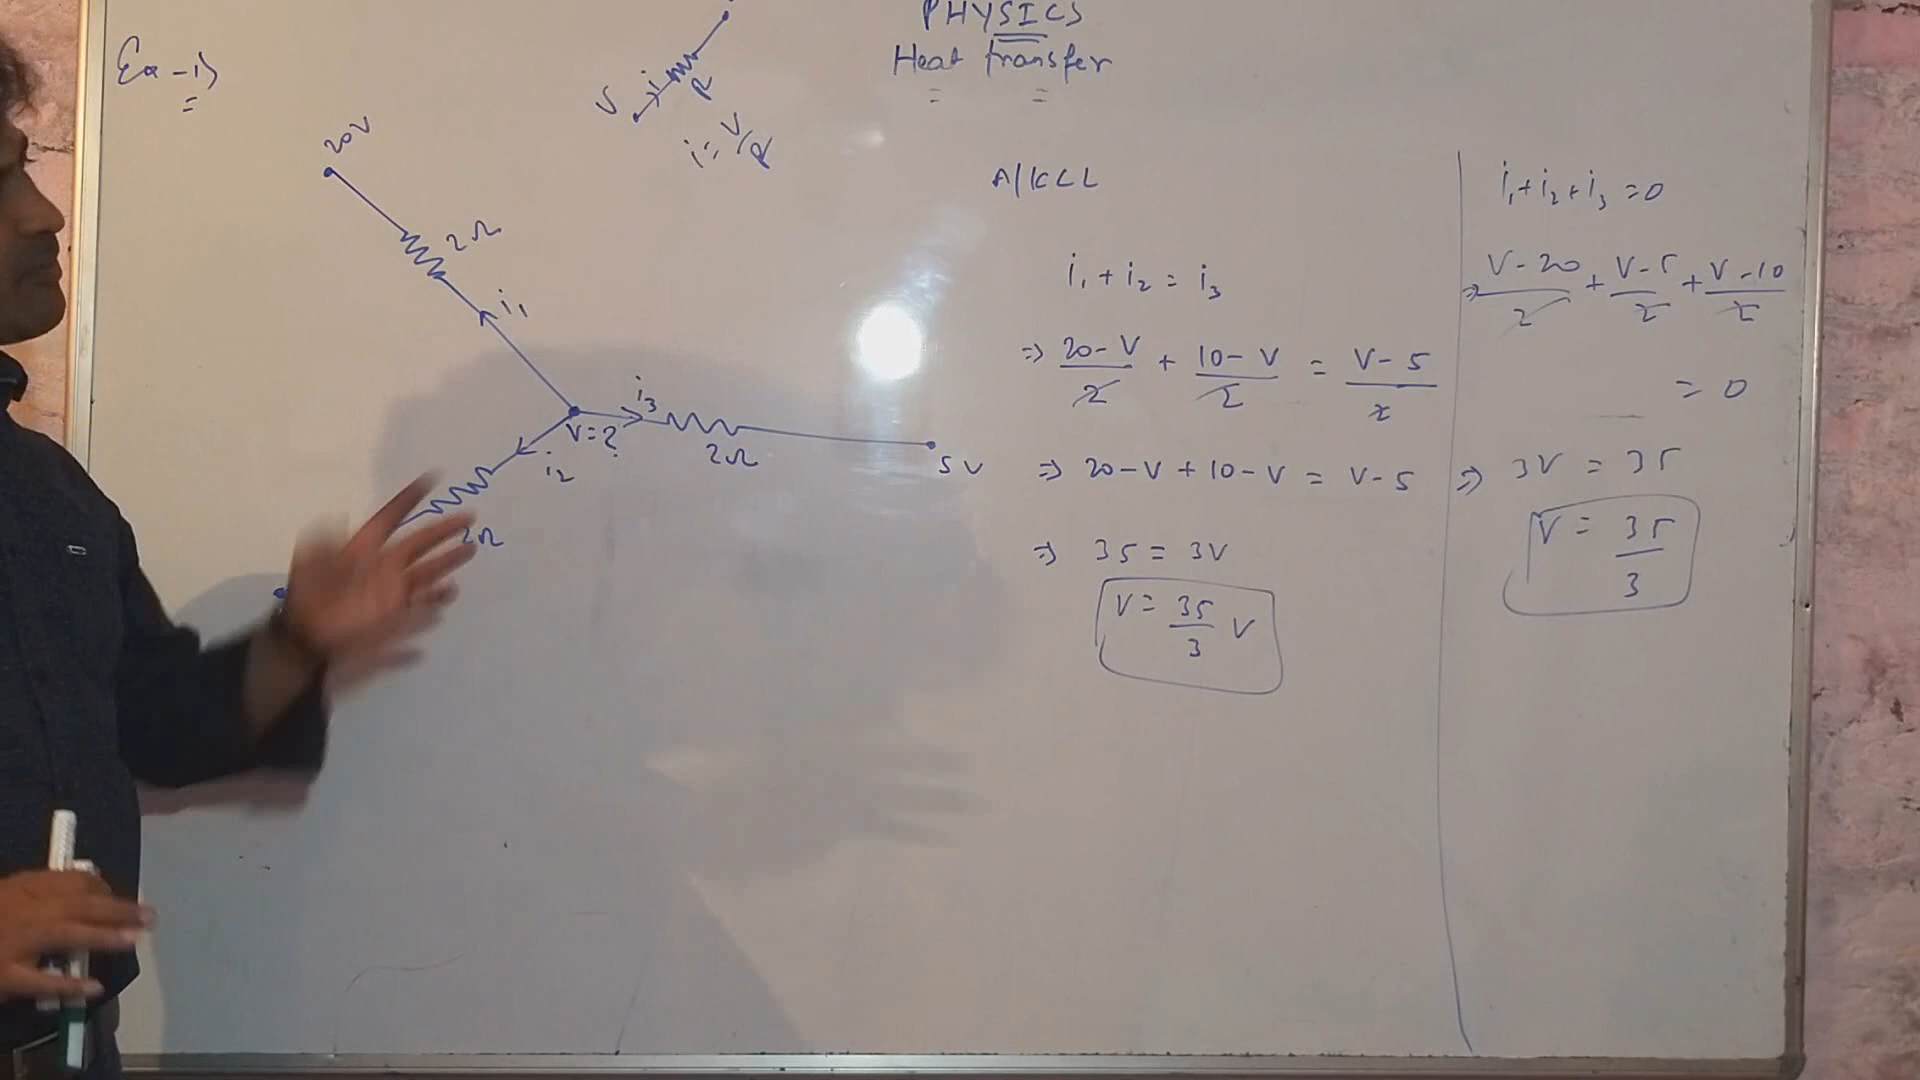 PHYSICS
Heat transfer
Ex-1)
V i R
i = V/R
20V
2Ω
i₁
i₃
V=?
2Ω
5V
i₂
2Ω
A/KCL
i₁ + i₂ = i₃
⇒ (20-V)/2 + (10-V)/2 = (V-5)/2
⇒ 20-V + 10-V = V-5
⇒ 35 = 3V
V = 35/3 V
i₁+i₂+i₃ =0
⇒ (V-20)/2 + (V-5)/2 + (V-10)/2
= 0
⇒ 3V = 35
V = 35/3